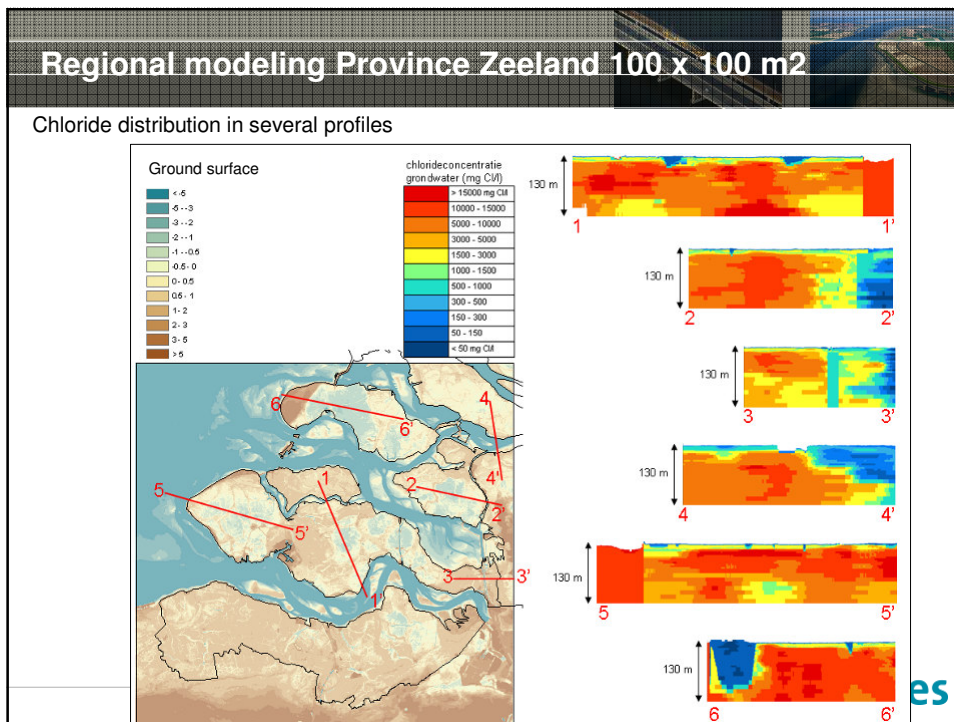 Regional modeling Province Zeeland 100 x 100 m2
Chloride distribution in several profiles
Ground surface
< -5
-5 - -3
-3 - -2
-2 - -1
-1 - -0.5
-0.5 - 0
0 - 0.5
0.5 - 1
1 - 2
2 - 3
3 - 5
> 5
chlorideconcentratie
grondwater (mg Cl/l)
> 15000 mg Cl/l
10000 - 15000
5000 - 10000
3000 - 5000
1500 - 3000
1000 - 1500
500 - 1000
300 - 500
150 - 300
50 - 150
< 50 mg Cl/l
130 m
1 1'
130 m
2 2'
130 m
3 3'
130 m
4 4'
130 m
5 5'
130 m
6 6'
6 6'
4 4'
5 5'
1 1'
2 2'
3 3'
es